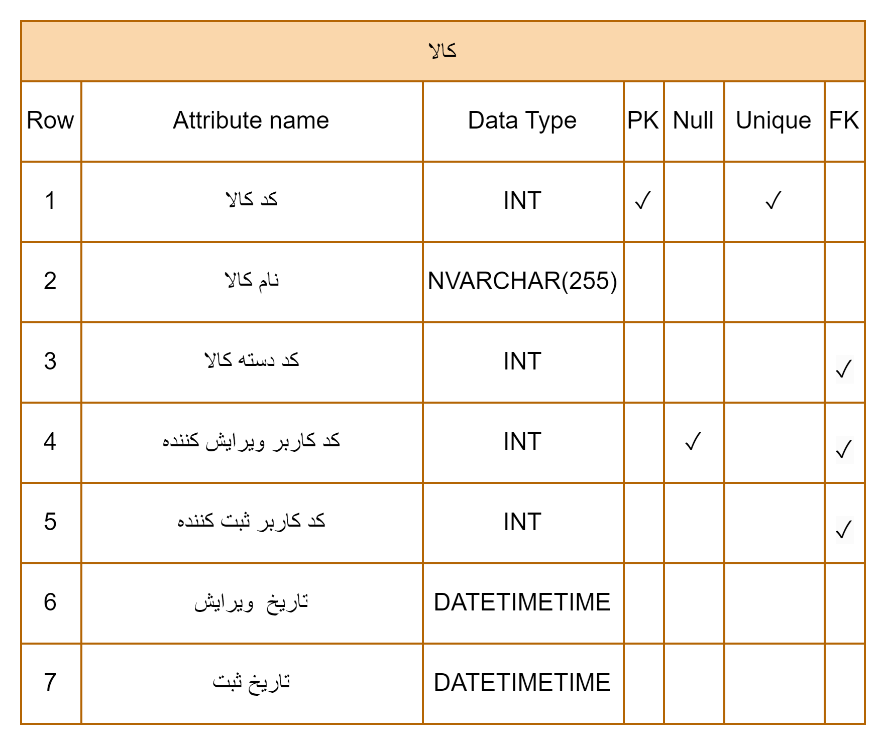 کالا
Row Attribute name Data Type PK Null Unique FK
1 کد کالا INT ✓ ✓
2 نام کالا NVARCHAR(255)
3 کد دسته کالا INT ✓
4 کد کاربر ویرایش کننده INT ✓ ✓
5 کد کاربر ثبت کننده INT ✓
6 تاریخ ویرایش DATETIMETIME
7 تاریخ ثبت DATETIMETIME